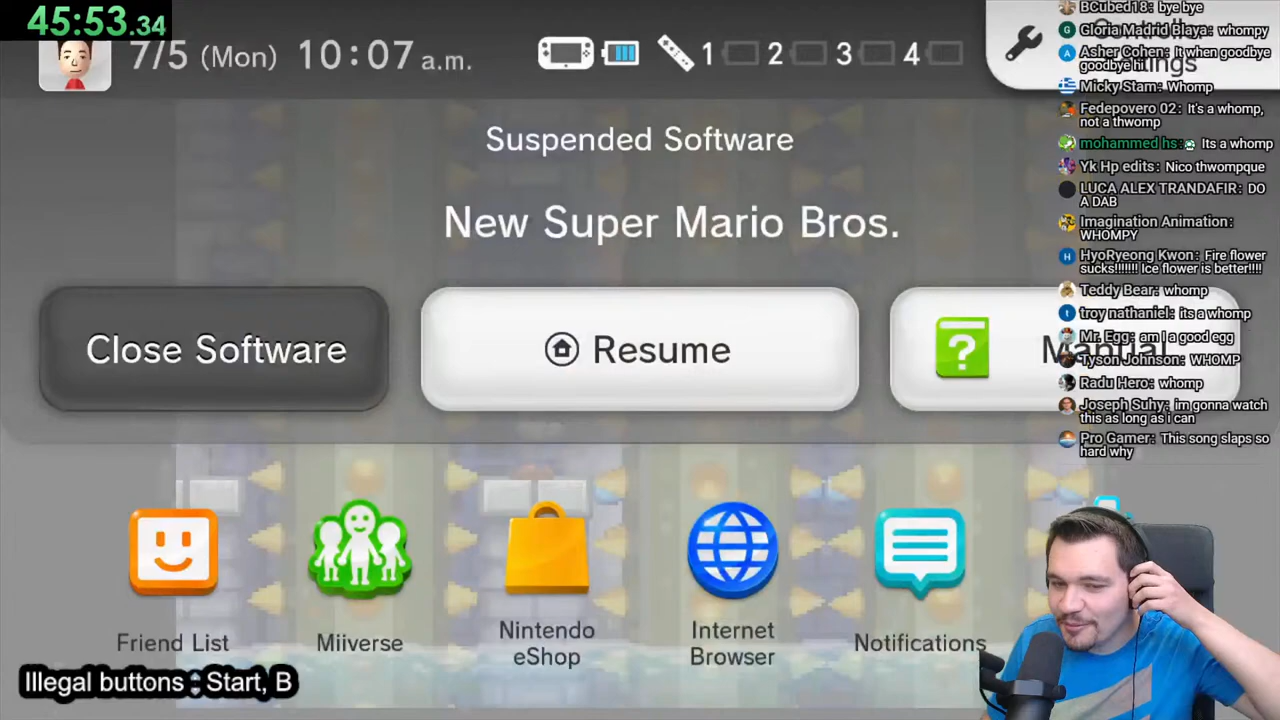 45:53.34
7/5 (Mon) 10:07 a.m.
1 2 3 4
Suspended Software
New Super Mario Bros.
Close Software
Resume
?
Friend List
Miiverse
Nintendo
eShop
Internet
Browser
Notifications
Illegal buttons : Start, B
BCubed18: bye bye
Gloria Madrid Blaya: whompy
Asher Cohen: It when goodbye
goodbye hi
Micky Stam: Whomp
Fedepovero 02: It's a whomp,
not a thwomp
mohammed hs: Its a whomp
Yk Hp edits: Nico thwompque
LUCA ALEX TRANDAFIR: DO
A DAB
Imagination Animation:
WHOMPY
HyoRyeong Kwon: Fire flower
sucks!!!!!!! Ice flower is better!!!!
Teddy Bear: whomp
troy nathaniel: its a whomp
Mr. Egg: am I a good egg
Tyson Johnson: WHOMP
Radu Hero: whomp
Joseph Suhy: im gonna watch
this as long as i can
Pro Gamer: This song slaps so
hard why